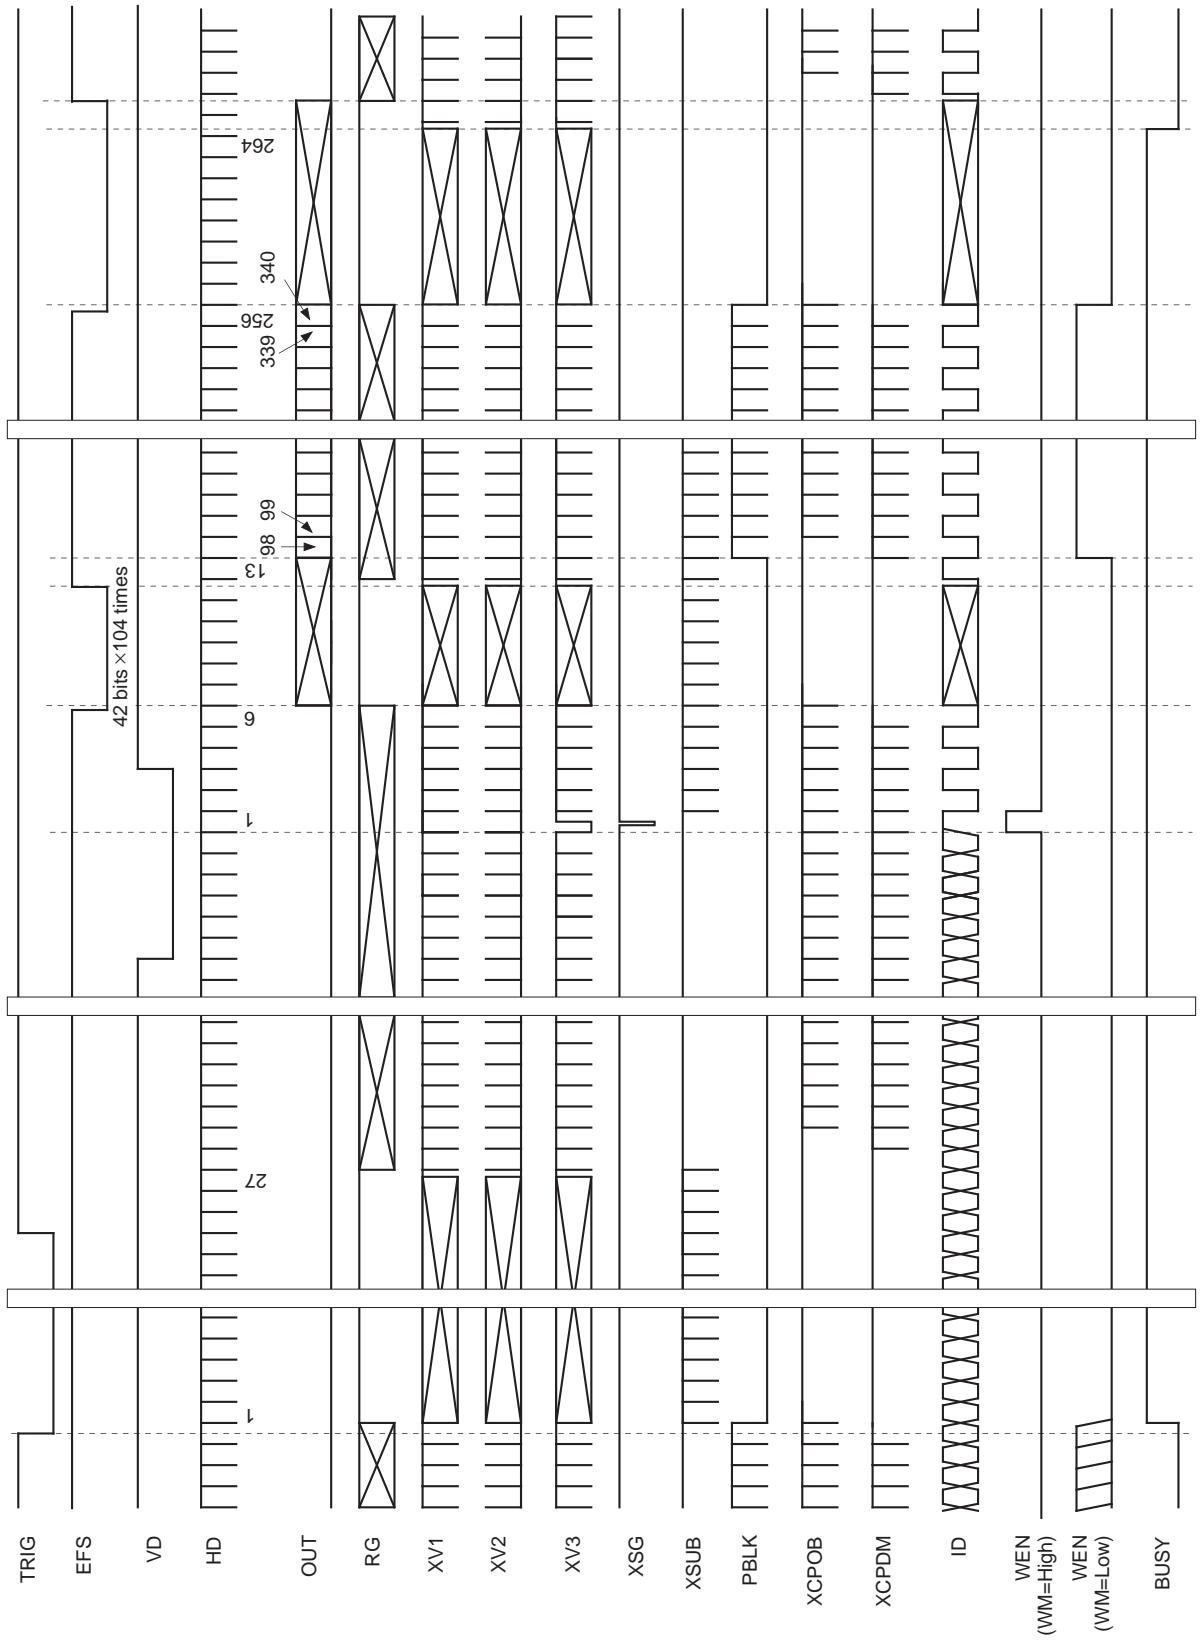 TRIG
EFS
VD
HD
OUT
RG
XV1
XV2
XV3
XSG
XSUB
PBLK
XCPOB
XCPDM
ID
WEN
(WM=High)
WEN
(WM=Low)
BUSY
1
27
1
6
42 bits ×104 times
13
98
99
256
339
340
264